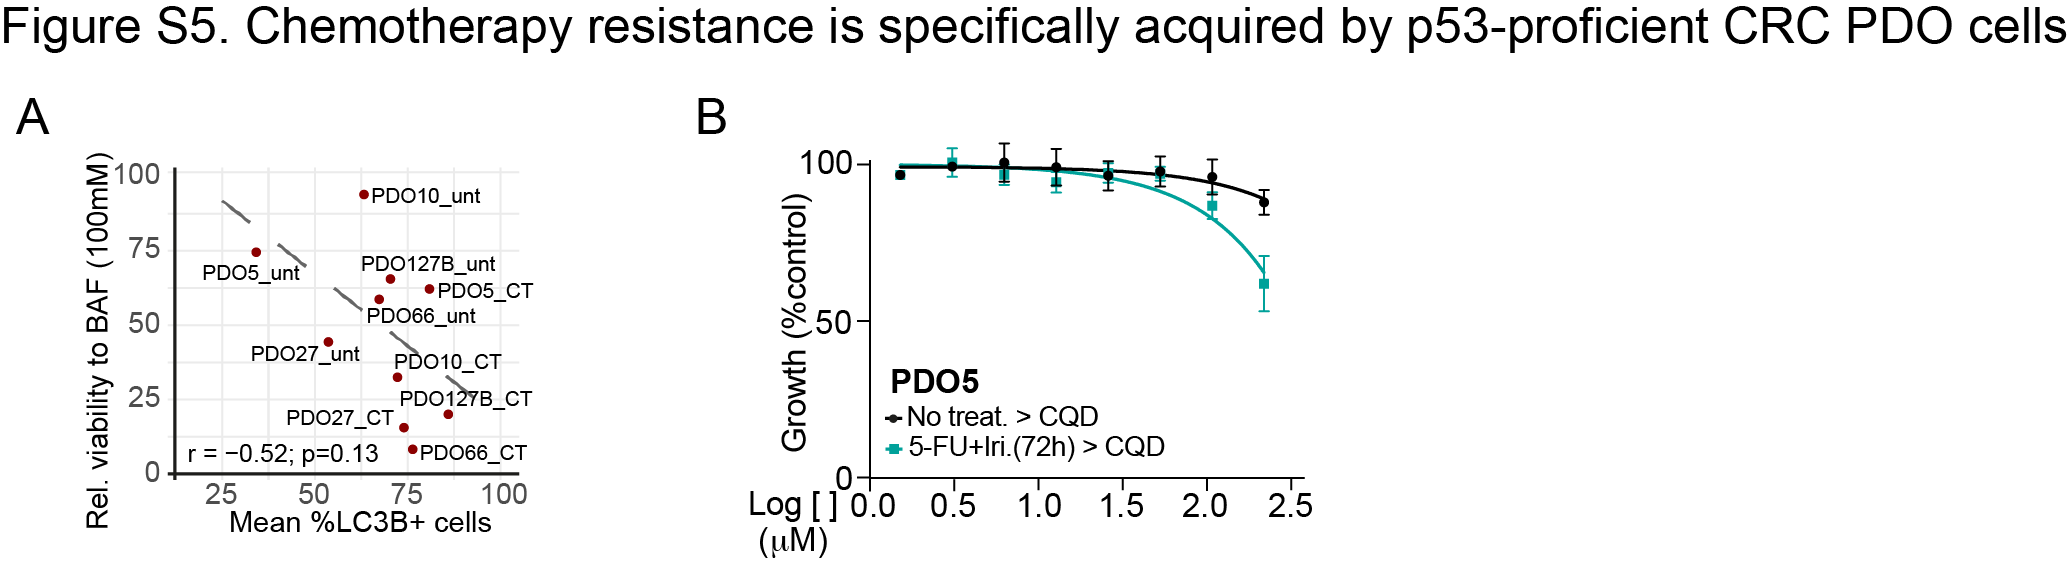 Figure S5. Chemotherapy resistance is specifically acquired by p53-proficient CRC PDO cells
A
Rel. viability to BAF (100mM)
100
75
50
25
0
PDO10_unt
PDO5_unt
PDO127B_unt
PDO5_CT
PDO66_unt
PDO27_unt
PDO10_CT
PDO127B_CT
PDO27_CT
PDO66_CT
r = −0.52; p=0.13
25 50 75 100
Mean %LC3B+ cells
B
Growth (%control)
100
50
0
PDO5
No treat. > CQD
5-FU+Iri.(72h) > CQD
Log [ ] 0.0 0.5 1.0 1.5 2.0 2.5
(μM)